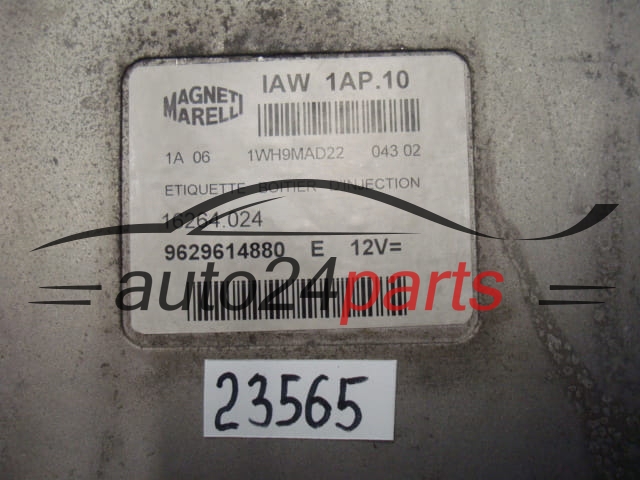 MAGNETI
MARELLI
IAW 1AP.10
1A 06 1WH9MAD22 043 02
ETIQUETTE BOITIER D'INJECTION
16264.024
9629614880 E 12V=
auto24parts
23565